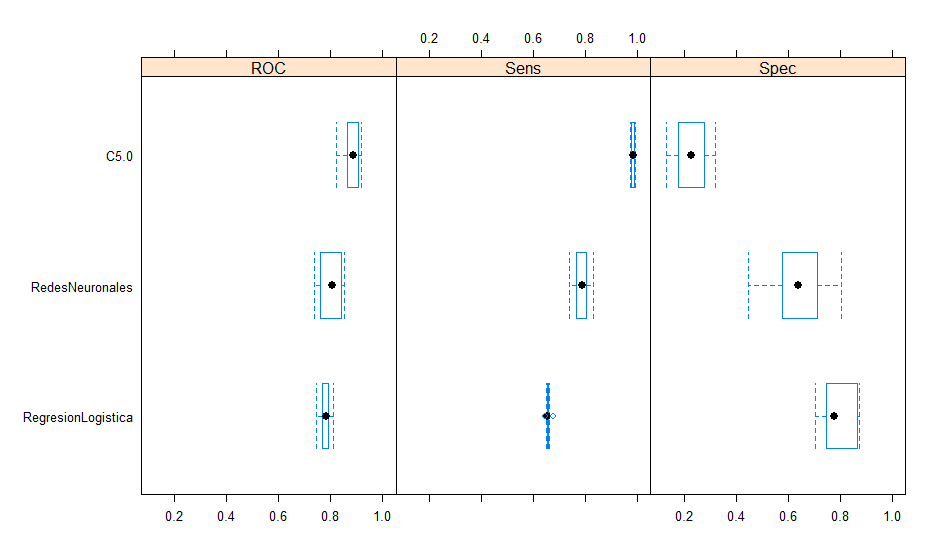 0.2 0.4 0.6 0.8 1.0
ROC Sens Spec
C5.0
RedesNeuronales
RegresionLogistica
0.2 0.4 0.6 0.8 1.0 0.2 0.4 0.6 0.8 1.0